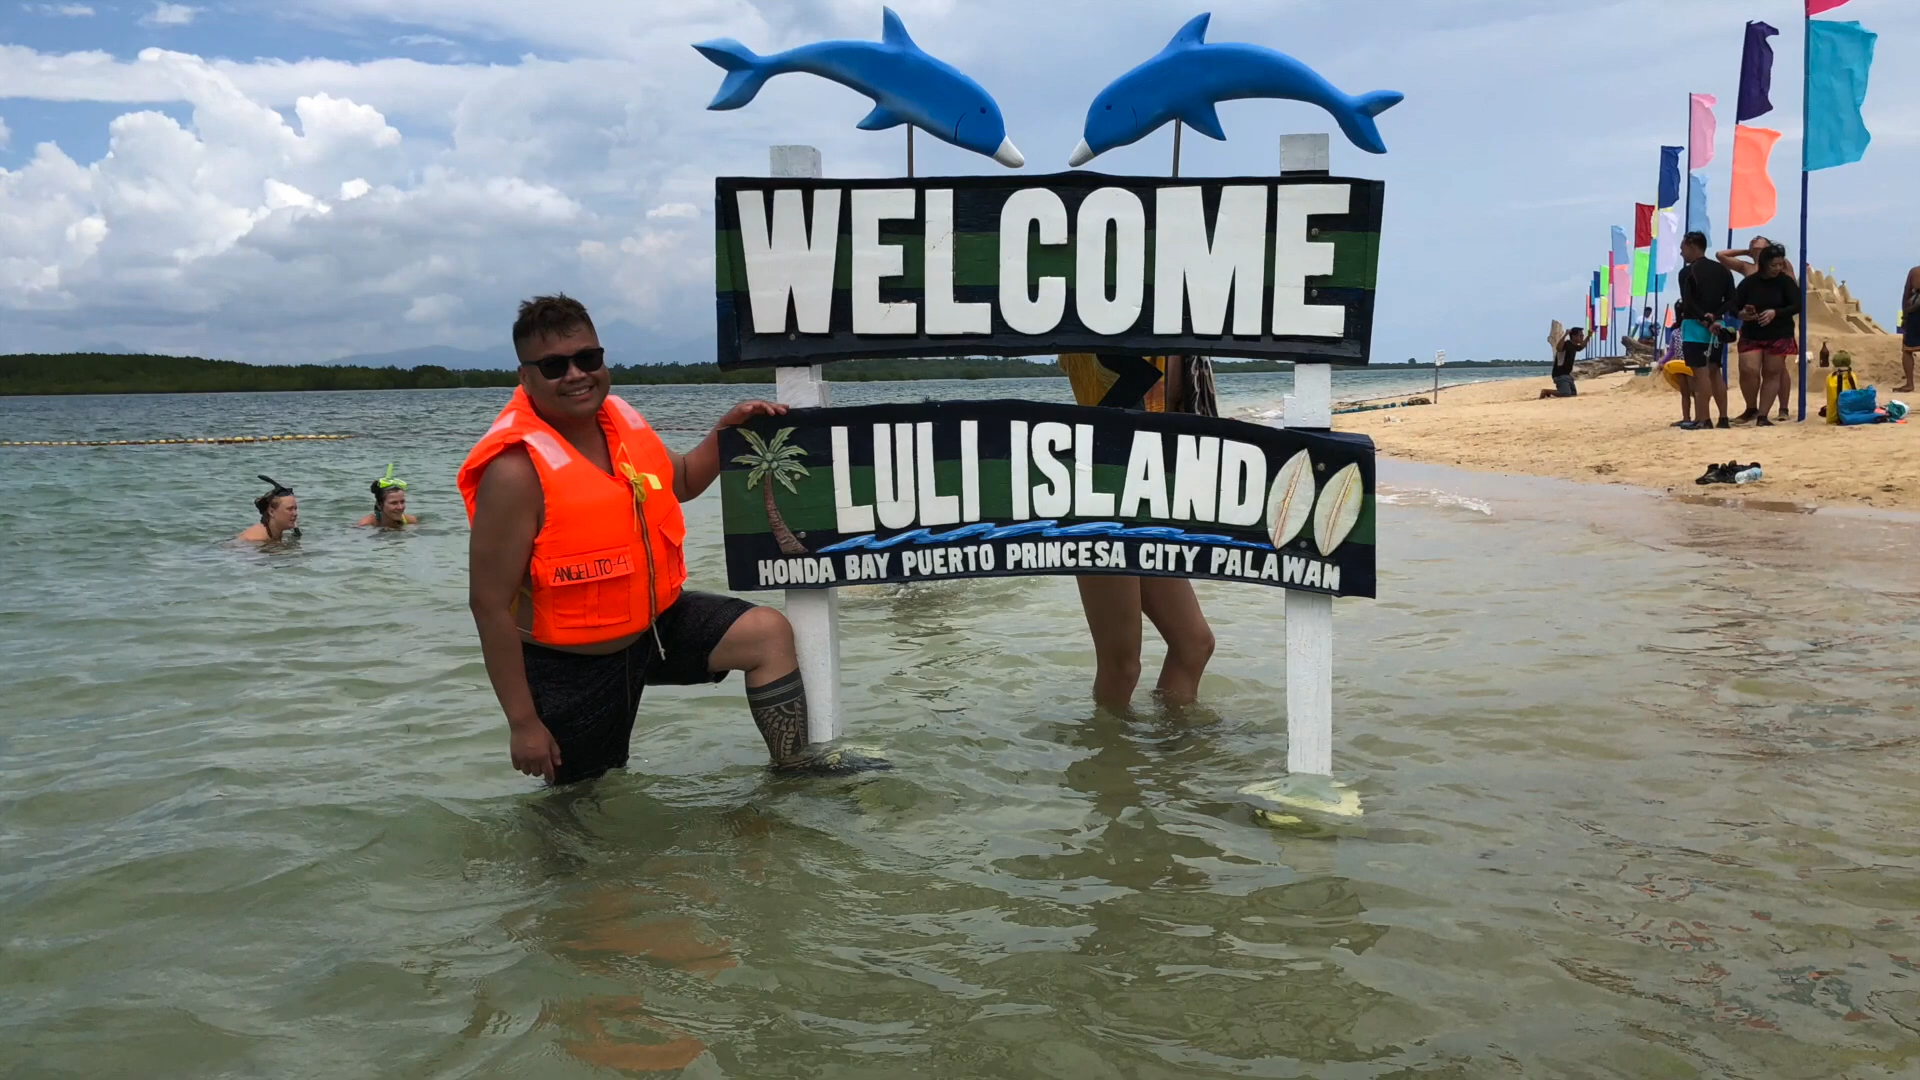 WELCOME
LULI ISLAND
HONDA BAY PUERTO PRINCESA CITY PALAWAN
ANGELITO-4